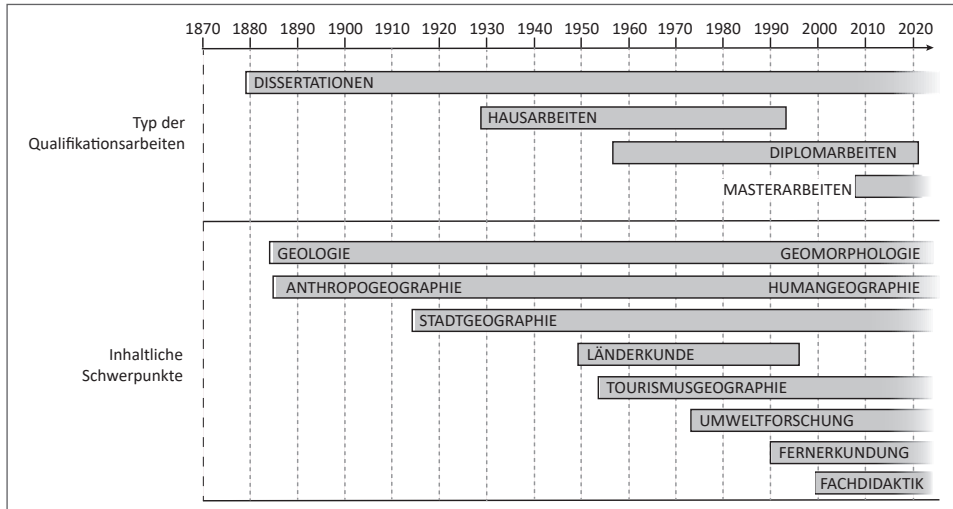 1870 1880 1890 1900 1910 1920 1930 1940 1950 1960 1970 1980 1990 2000 2010 2020
DISSERTATIONEN
HAUSARBEITEN
Typ der
Qualifikationsarbeiten
DIPLOMARBEITEN
MASTERARBEITEN
GEOLOGIE GEOMORPHOLOGIE
ANTHROPOGEOGRAPHIE HUMANGEOGRAPHIE
STADTGEOGRAPHIE
Inhaltliche
Schwerpunkte
LÄNDERKUNDE
TOURISMUSGEOGRAPHIE
UMWELTFORSCHUNG
FERNERKUNDUNG
FACHDIDAKTIK